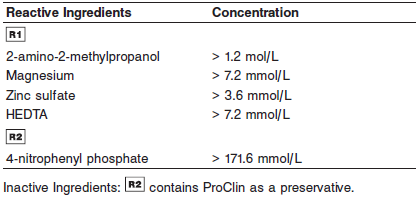 Reactive Ingredients Concentration
R1
2-amino-2-methylpropanol > 1.2 mol/L
Magnesium > 7.2 mmol/L
Zinc sulfate > 3.6 mmol/L
HEDTA > 7.2 mmol/L
R2
4-nitrophenyl phosphate > 171.6 mmol/L
Inactive Ingredients: R2 contains ProClin as a preservative.